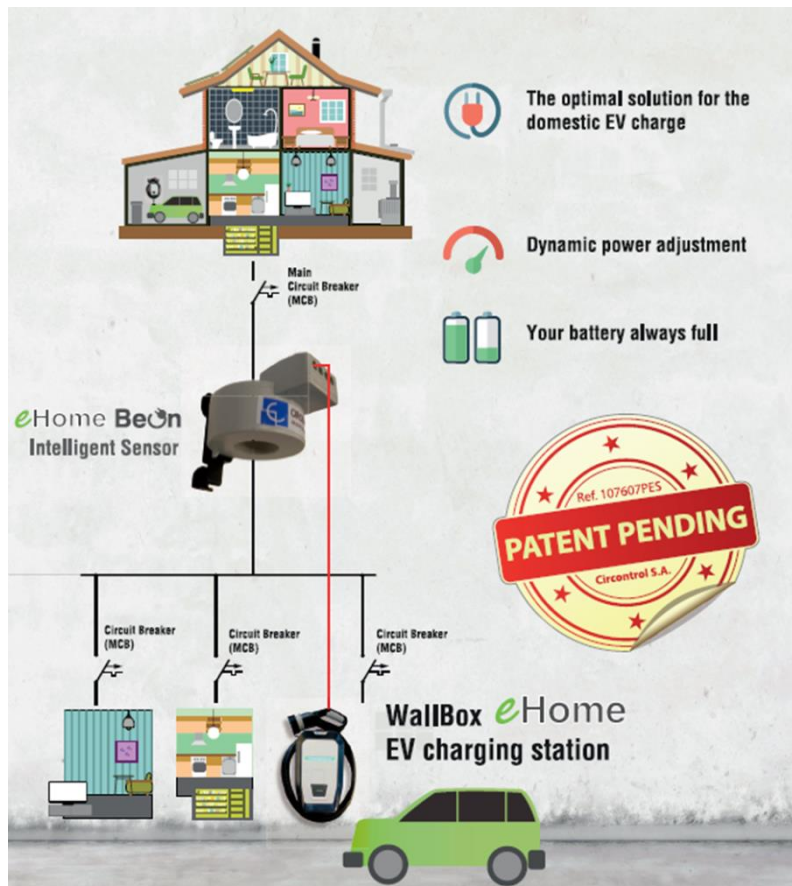 The optimal solution for the
domestic EV charge
Main
Circuit Breaker
(MCB)
Dynamic power adjustment
Your battery always full
eHome BeOn
Intelligent Sensor
Ref. 107607PES
PATENT PENDING
Circontrol S.A.
Circuit Breaker
(MCB)
Circuit Breaker
(MCB)
Circuit Breaker
(MCB)
WallBox eHome
EV charging station